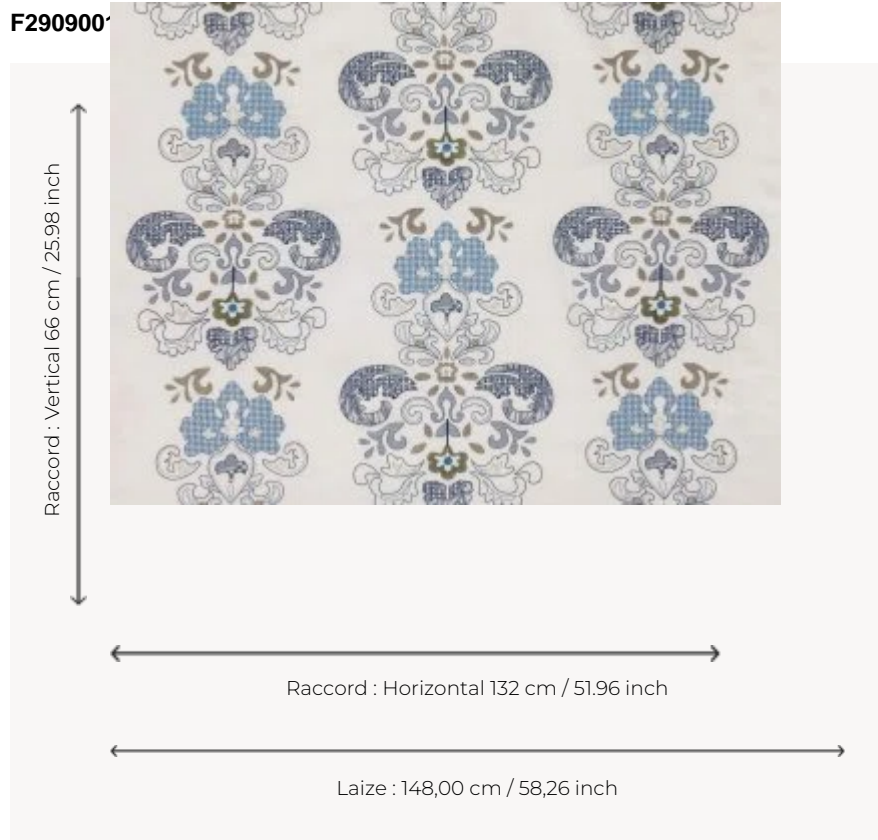 F2909001
Raccord : Vertical 66 cm / 25.98 inch
Raccord : Horizontal 132 cm / 51.96 inch
Laize : 148,00 cm / 58,26 inch